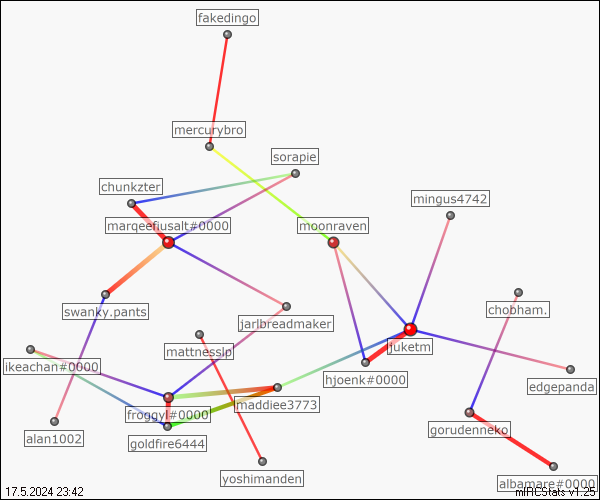 fakedingo
mercurybro
sorapie
chunkzter
mingus4742
marqeefiusalt#0000
moonraven
swanky.pants
jarlbreadmaker
chobham.
mattnesslp
juketm
ikeachan#0000
hjoenk#0000
edgepanda
maddiee3773
froggyl#0000
alan1002
goldfire6444
gorudenneko
yoshimanden
albamare#0000
17.5.2024 23:42
mIRCStats v1.25